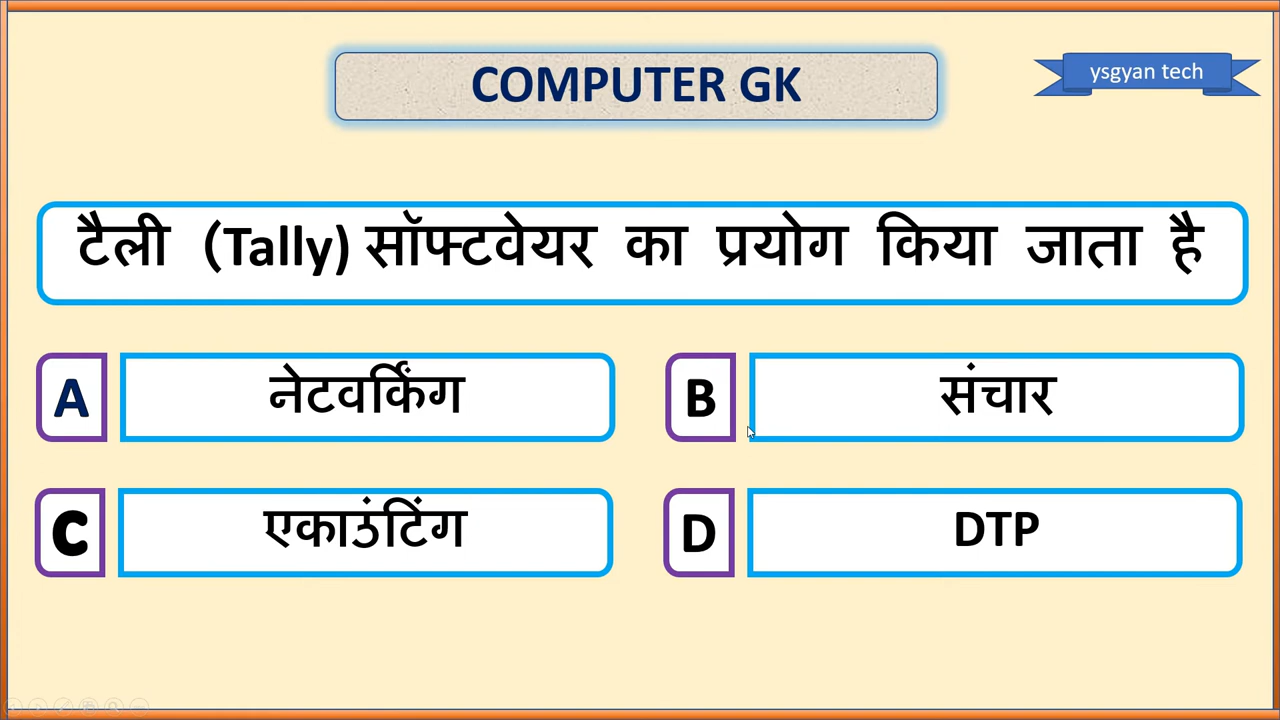 COMPUTER GK
ysgyan tech
टैली (Tally) सॉफ्टवेयर का प्रयोग किया जाता है
A
नेटवर्किंग
B
संचार
C
एकाउंटिंग
D
DTP